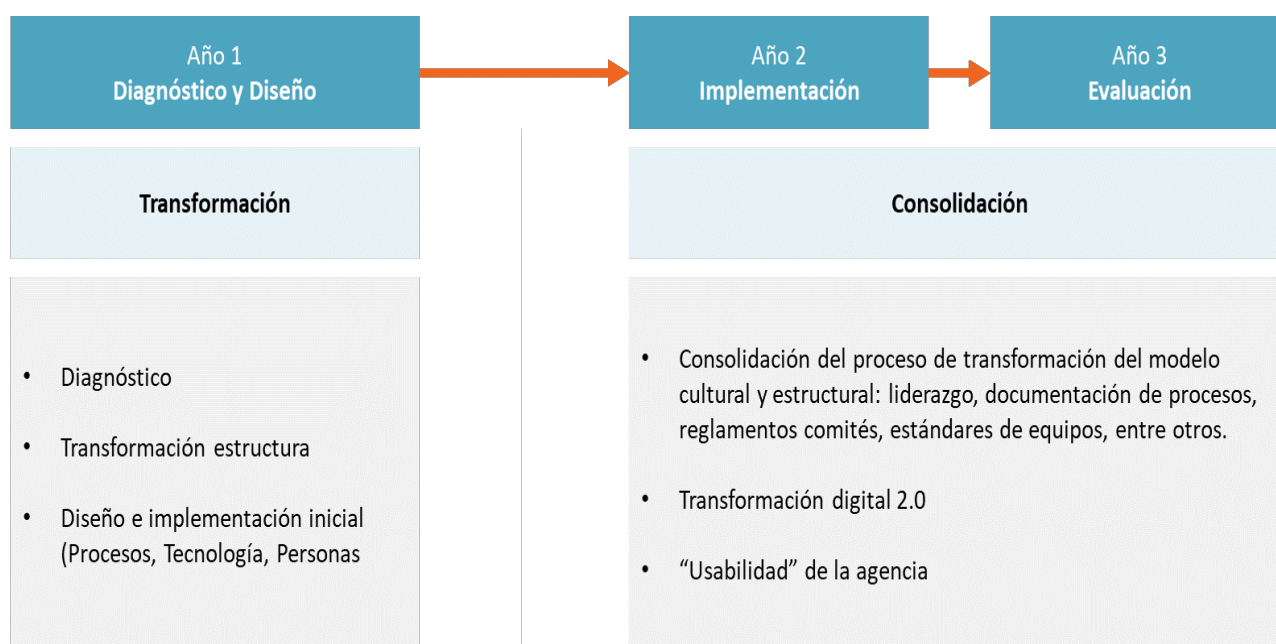 Año 1
Diagnóstico y Diseño
Año 2
Implementación
Año 3
Evaluación
Transformación
Consolidación
• Diagnóstico
• Transformación estructura
• Diseño e implementación inicial
(Procesos, Tecnología, Personas
• Consolidación del proceso de transformación del modelo
cultural y estructural: liderazgo, documentación de procesos,
reglamentos comités, estándares de equipos, entre otros.
• Transformación digital 2.0
• “Usabilidad” de la agencia